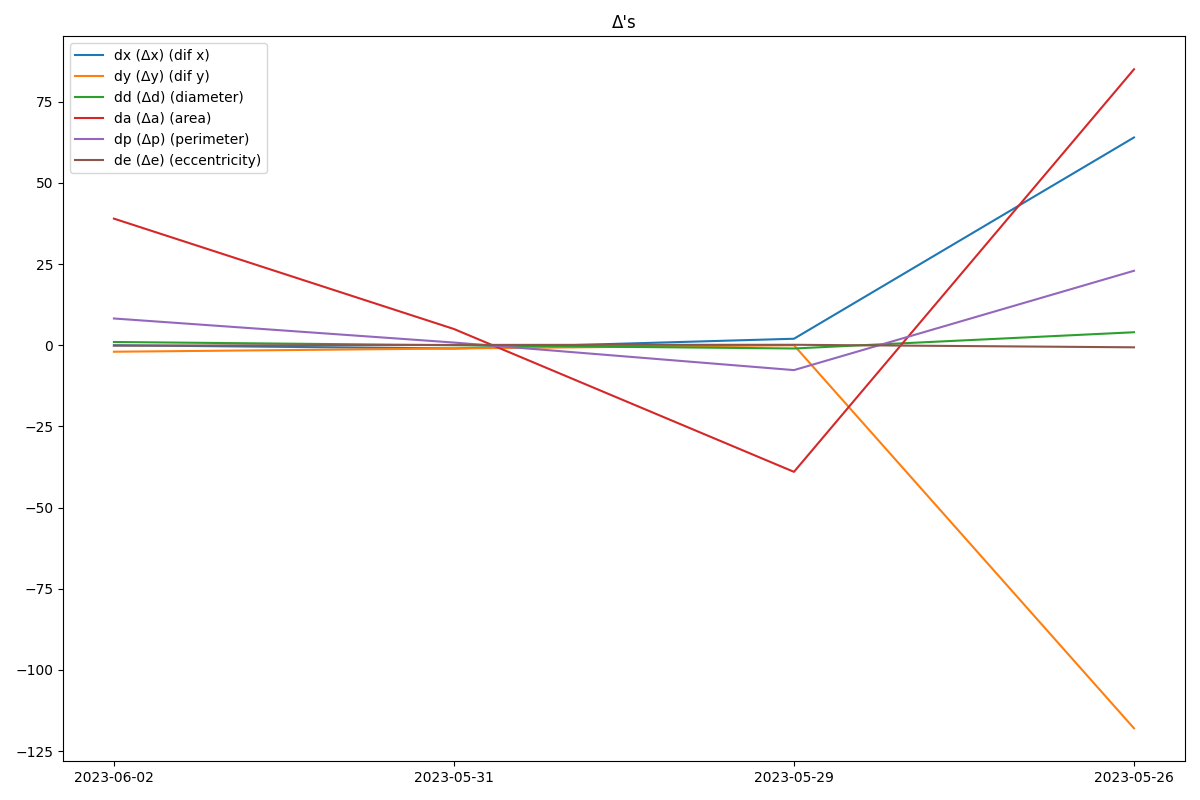 Δ's
dx (Δx) (dif x)
dy (Δy) (dif y)
dd (Δd) (diameter)
da (Δa) (area)
dp (Δp) (perimeter)
de (Δe) (eccentricity)
75
50
25
0
−25
−50
−75
−100
−125
2023-06-02 2023-05-31 2023-05-29 2023-05-26